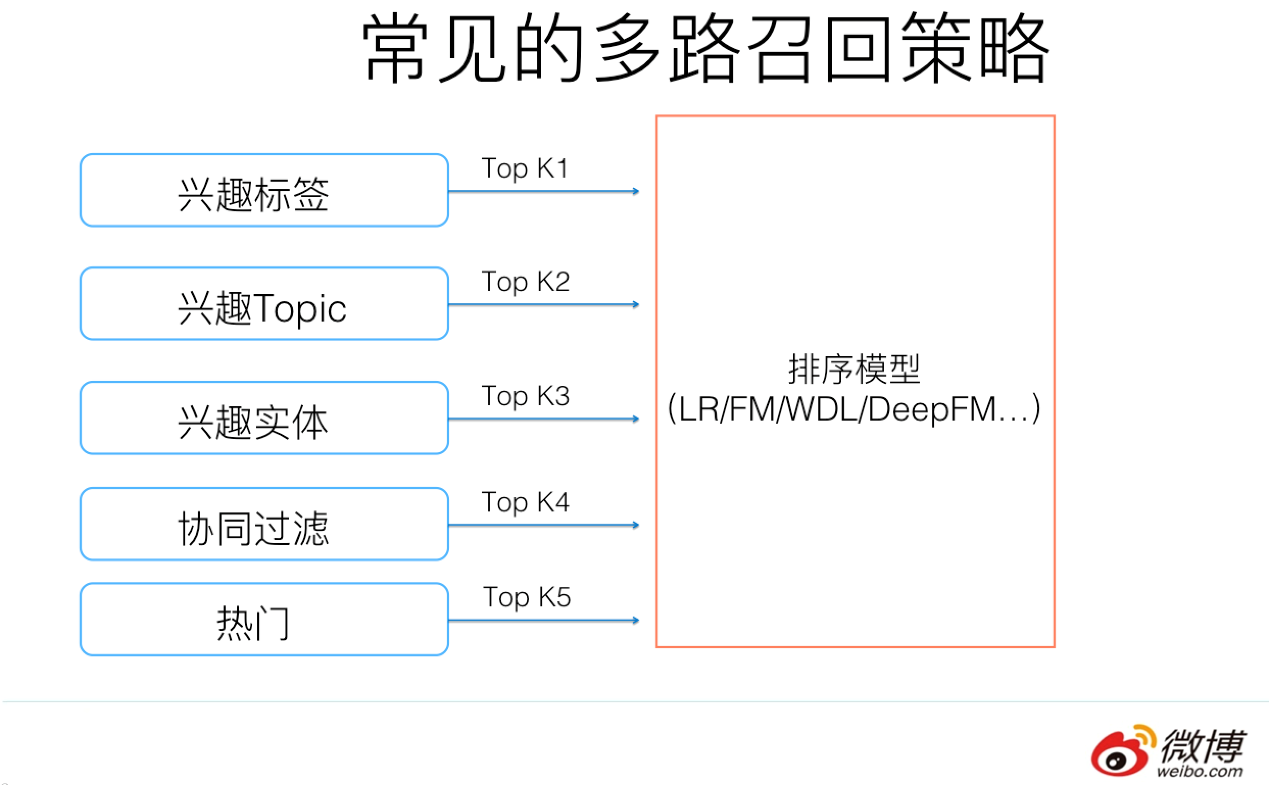 常见的多路召回策略
兴趣标签
Top K1
兴趣Topic
Top K2
兴趣实体
Top K3
协同过滤
Top K4
热门
Top K5
排序模型
(LR/FM/WDL/DeepFM…)
微博
weibo.com